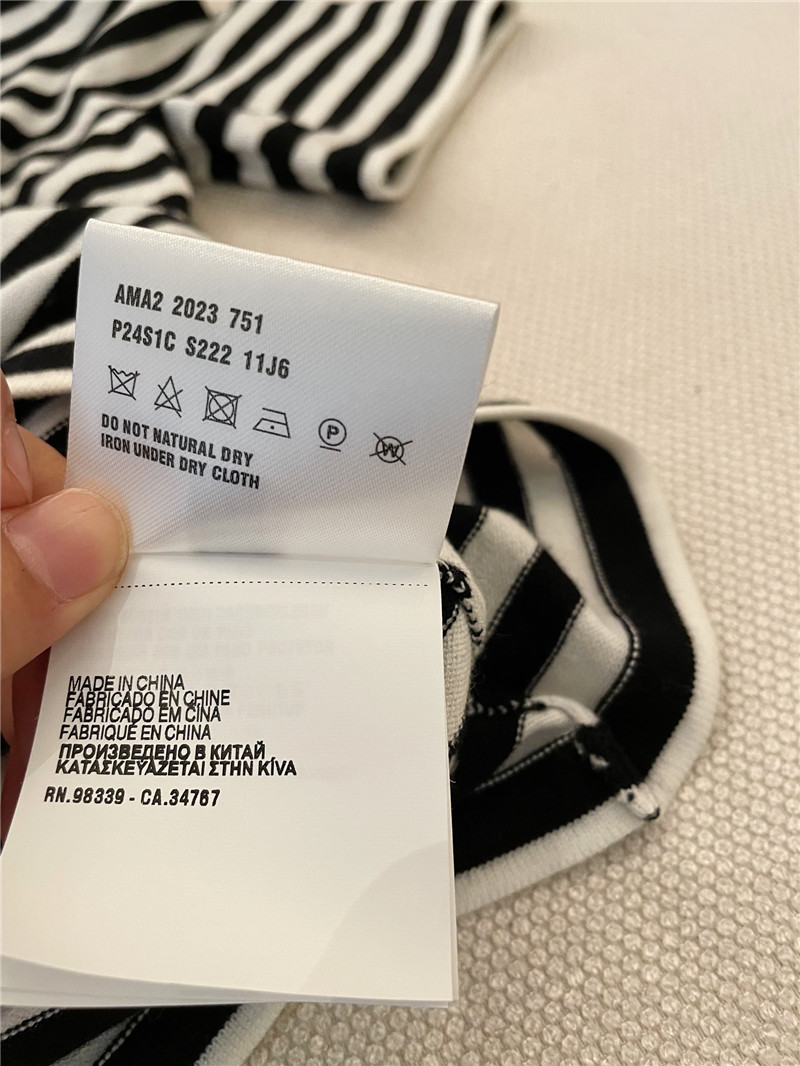 AMA2 2023 751
P24S1C S222 11J6
P W
DO NOT NATURAL DRY
IRON UNDER DRY CLOTH
MADE IN CHINA
FABRICADO EN CHINE
FABRICADO EM CINA
FABRIQUÉ EN CHINA
ПРОИЗВЕДЕНО В КИТАЙ
ΚΑΤΑΣΚΕΥΑΖΕΤΑΙ ΣΤΗΝ ΚΊVΑ
RN.98339 - CA.34767